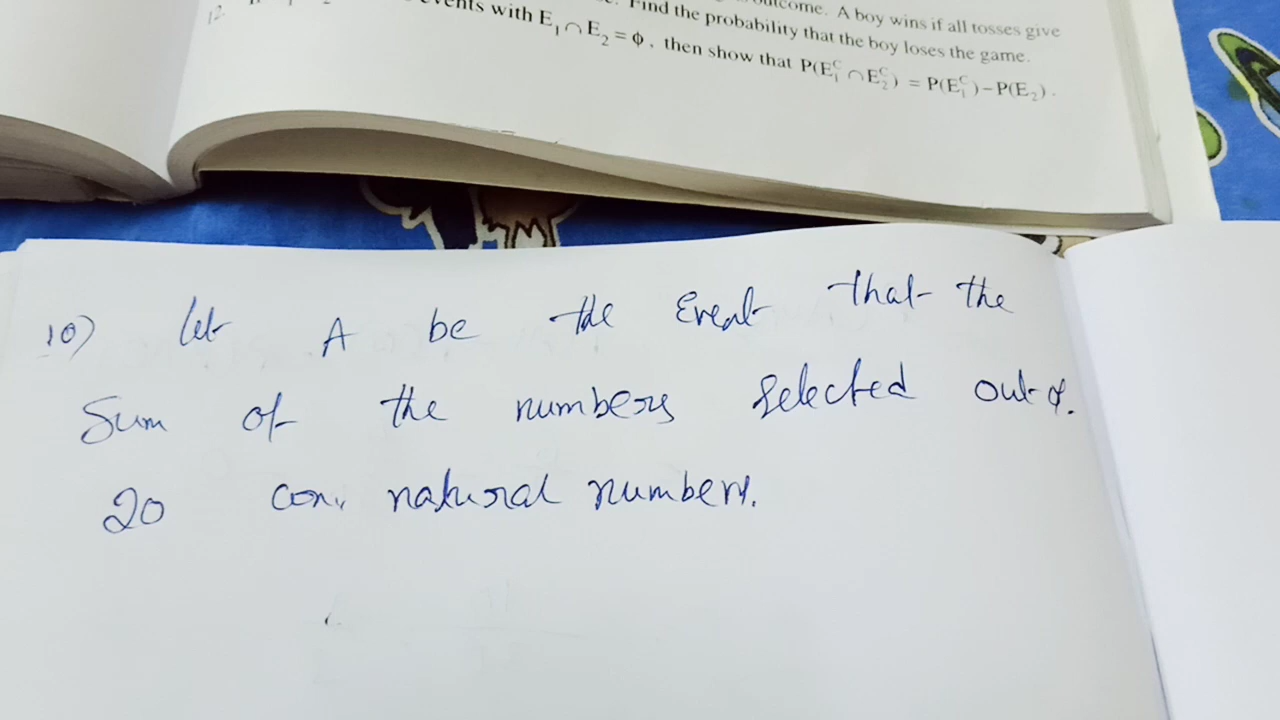 outcome. A boy wins if all tosses give
Find the probability that the boy loses the game.
12. events with E₁∩E₂ = ϕ, then show that P(E₁ᶜ ∩E₂ᶜ) = P(E₁ᶜ)−P(E₂).
10) let A be the Event that the
Sum of the numbers selected out of.
20 con.. natural numbers.